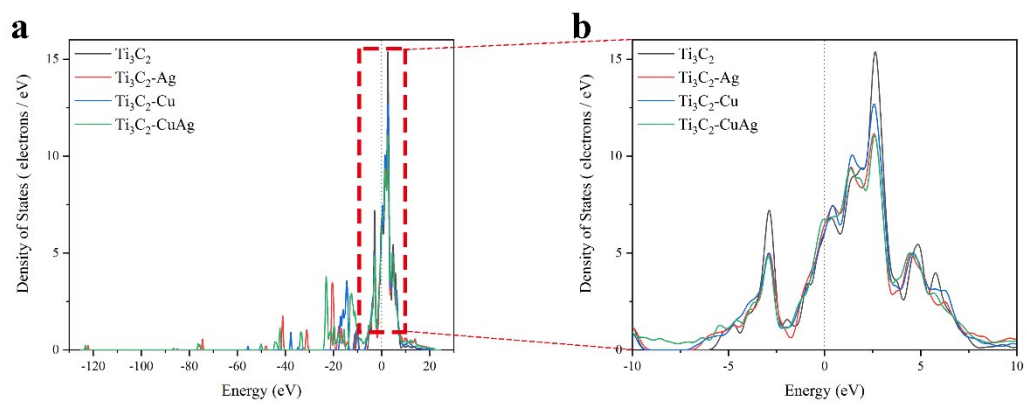 a
Density of States ( electrons / eV)
15
10
5
0
Ti₃C₂
Ti₃C₂-Ag
Ti₃C₂-Cu
Ti₃C₂-CuAg
-120 -100 -80 -60 -40 -20 0 20
Energy (eV)
b
Density of States ( electrons / eV)
15
10
5
0
Ti₃C₂
Ti₃C₂-Ag
Ti₃C₂-Cu
Ti₃C₂-CuAg
-10 -5 0 5 10
Energy (eV)